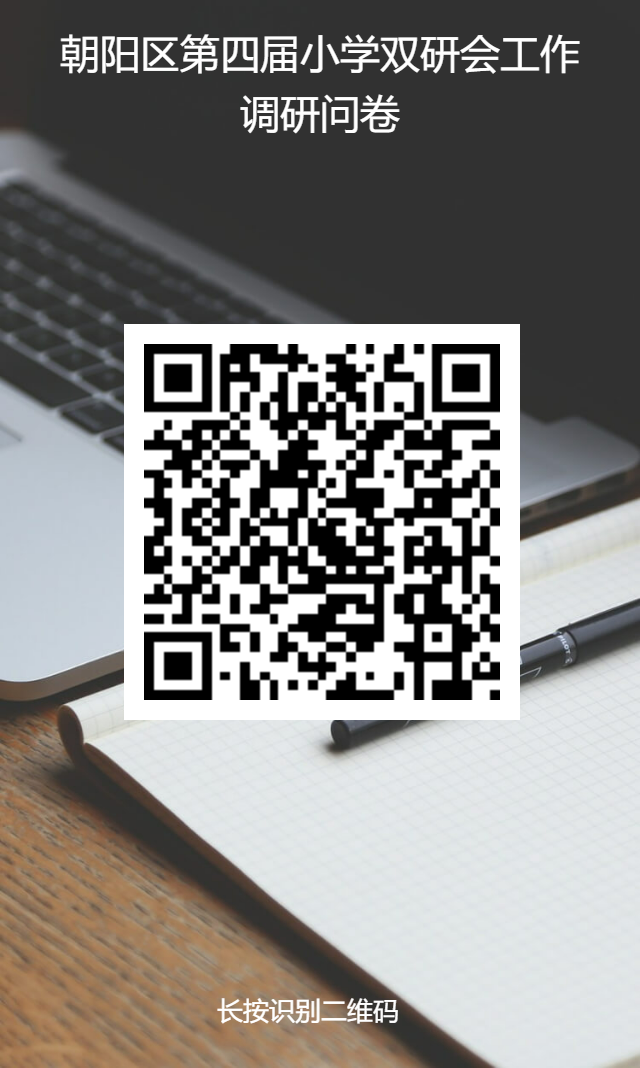 朝阳区第四届小学双研会工作
调研问卷
长按识别二维码